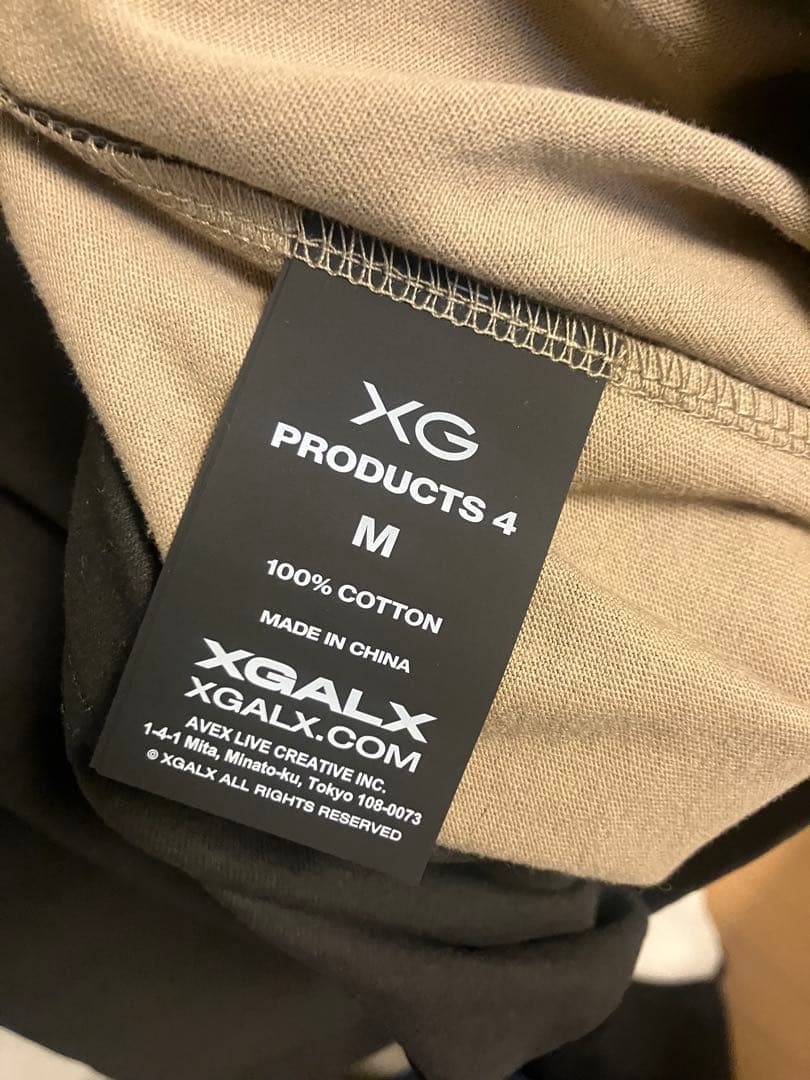 XG
PRODUCTS 4
M
100% COTTON
MADE IN CHINA
XGALX
XGALX.COM
AVEX LIVE CREATIVE INC.
1-4-1 Mita, Minato-ku, Tokyo 108-0073
© XGALX ALL RIGHTS RESERVED